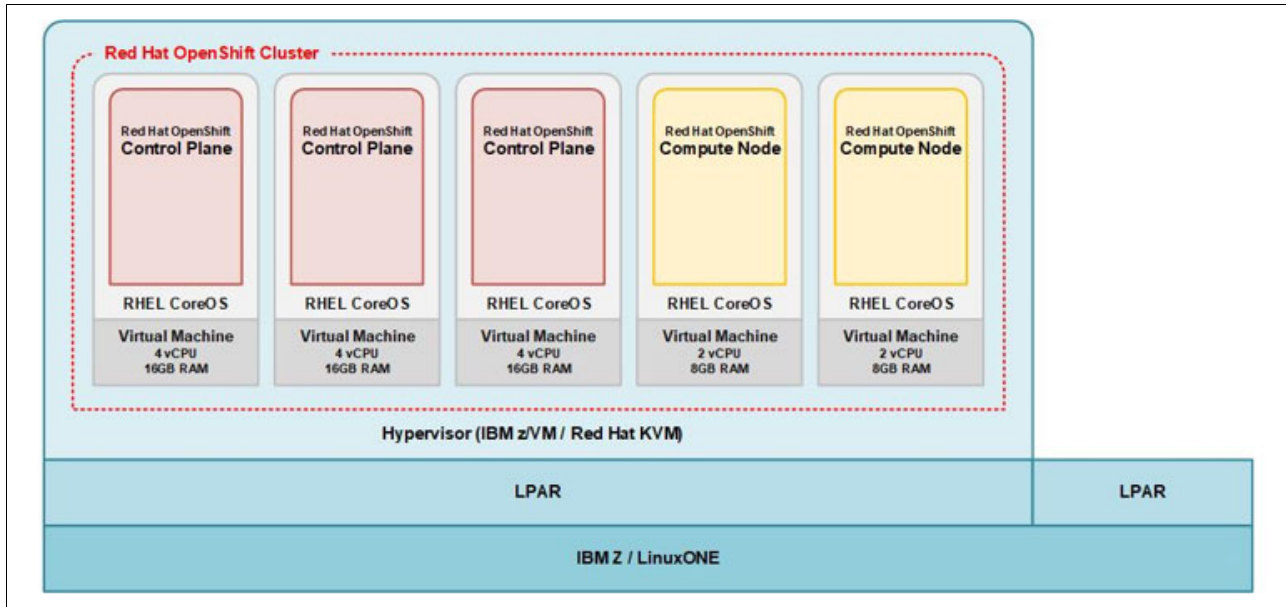 Red Hat OpenShift Cluster
Red Hat OpenShift
Control Plane
RHEL CoreOS
Virtual Machine
4 vCPU
16GB RAM
Red Hat OpenShift
Control Plane
RHEL CoreOS
Virtual Machine
4 vCPU
16GB RAM
Red Hat OpenShift
Control Plane
RHEL CoreOS
Virtual Machine
4 vCPU
16GB RAM
Red Hat OpenShift
Compute Node
RHEL CoreOS
Virtual Machine
2 vCPU
8GB RAM
Red Hat OpenShift
Compute Node
RHEL CoreOS
Virtual Machine
2 vCPU
8GB RAM
Hypervisor (IBM z/VM / Red Hat KVM)
LPAR
LPAR
IBM Z / LinuxONE